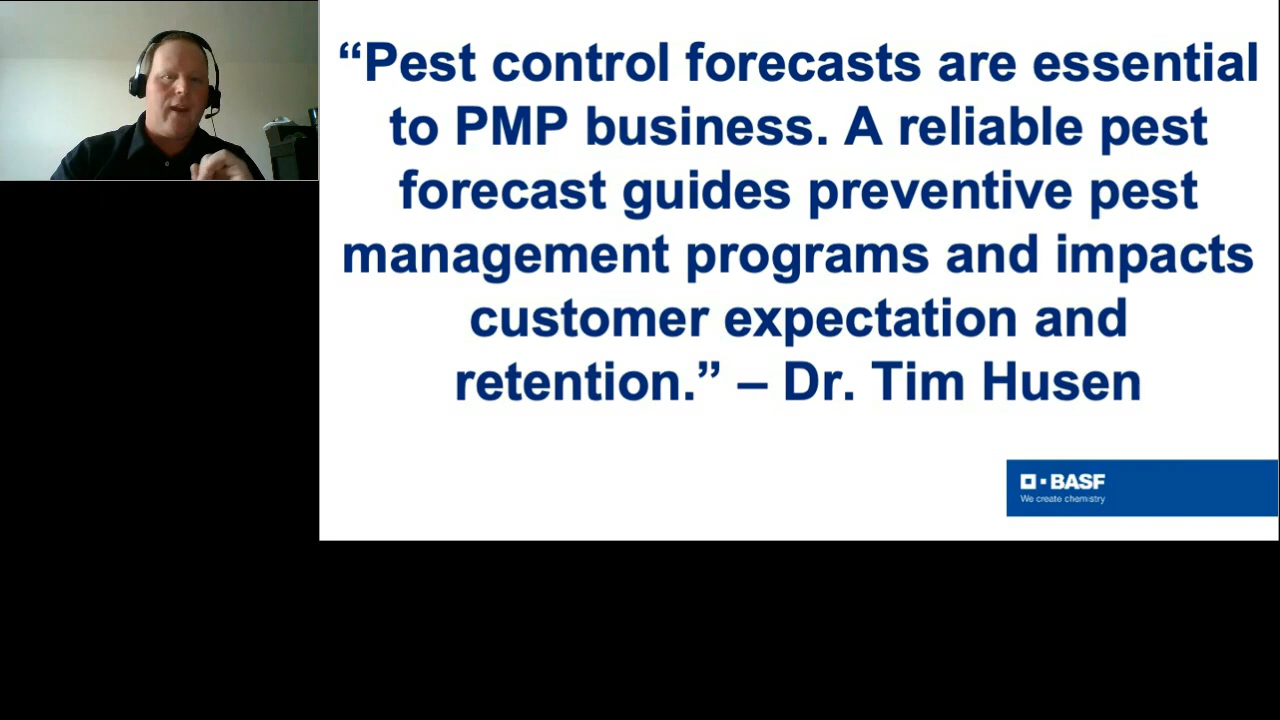 “Pest control forecasts are essential
to PMP business. A reliable pest
forecast guides preventive pest
management programs and impacts
customer expectation and
retention.” – Dr. Tim Husen
BASF
We create chemistry